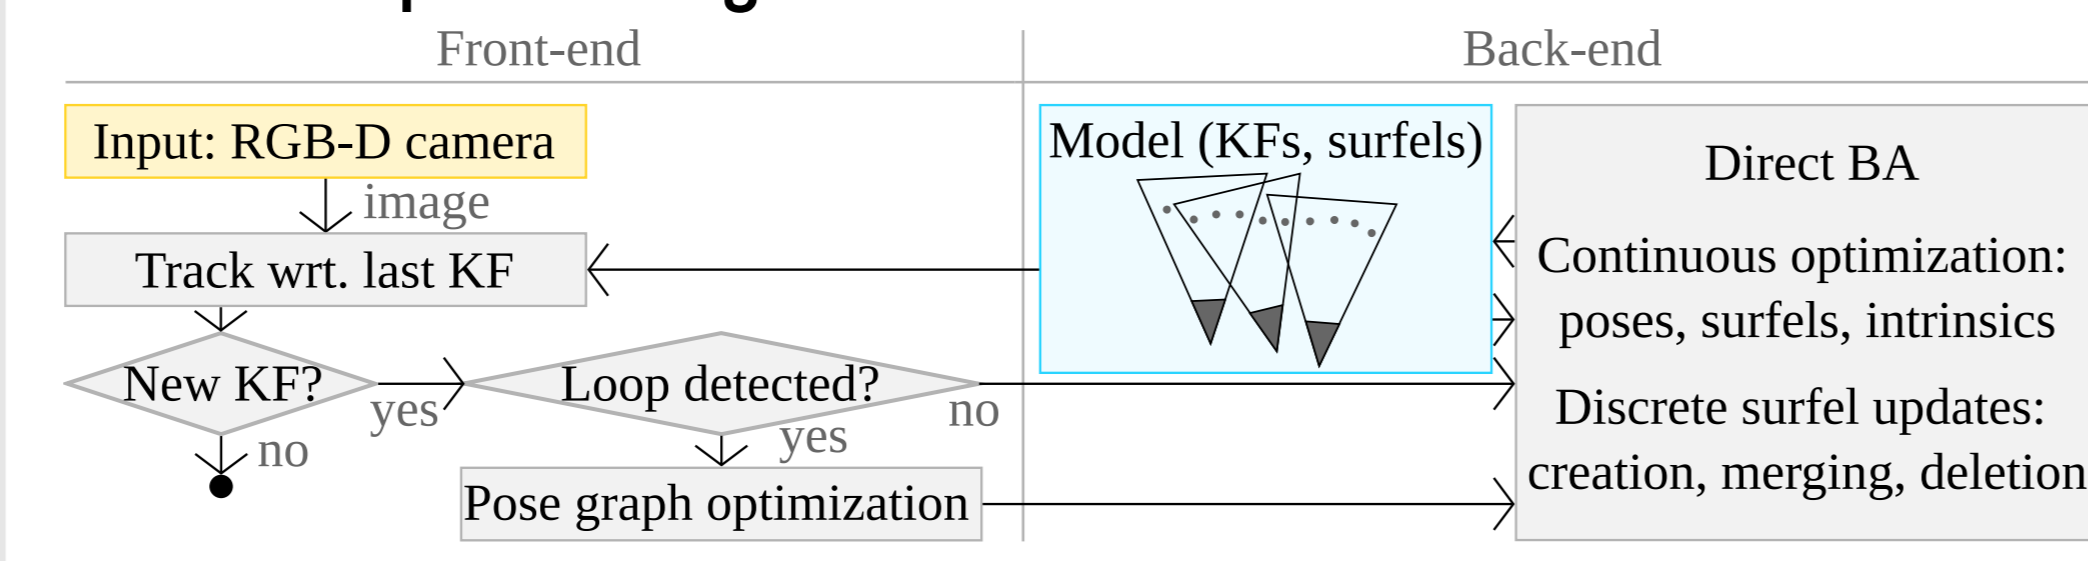 Front-end
Back-end
Input: RGB-D camera
image
Track wrt. last KF
New KF?
yes
no
Loop detected?
no
yes
Pose graph optimization
Model (KFs, surfels)
Direct BA
Continuous optimization:
poses, surfels, intrinsics
Discrete surfel updates:
creation, merging, deletion